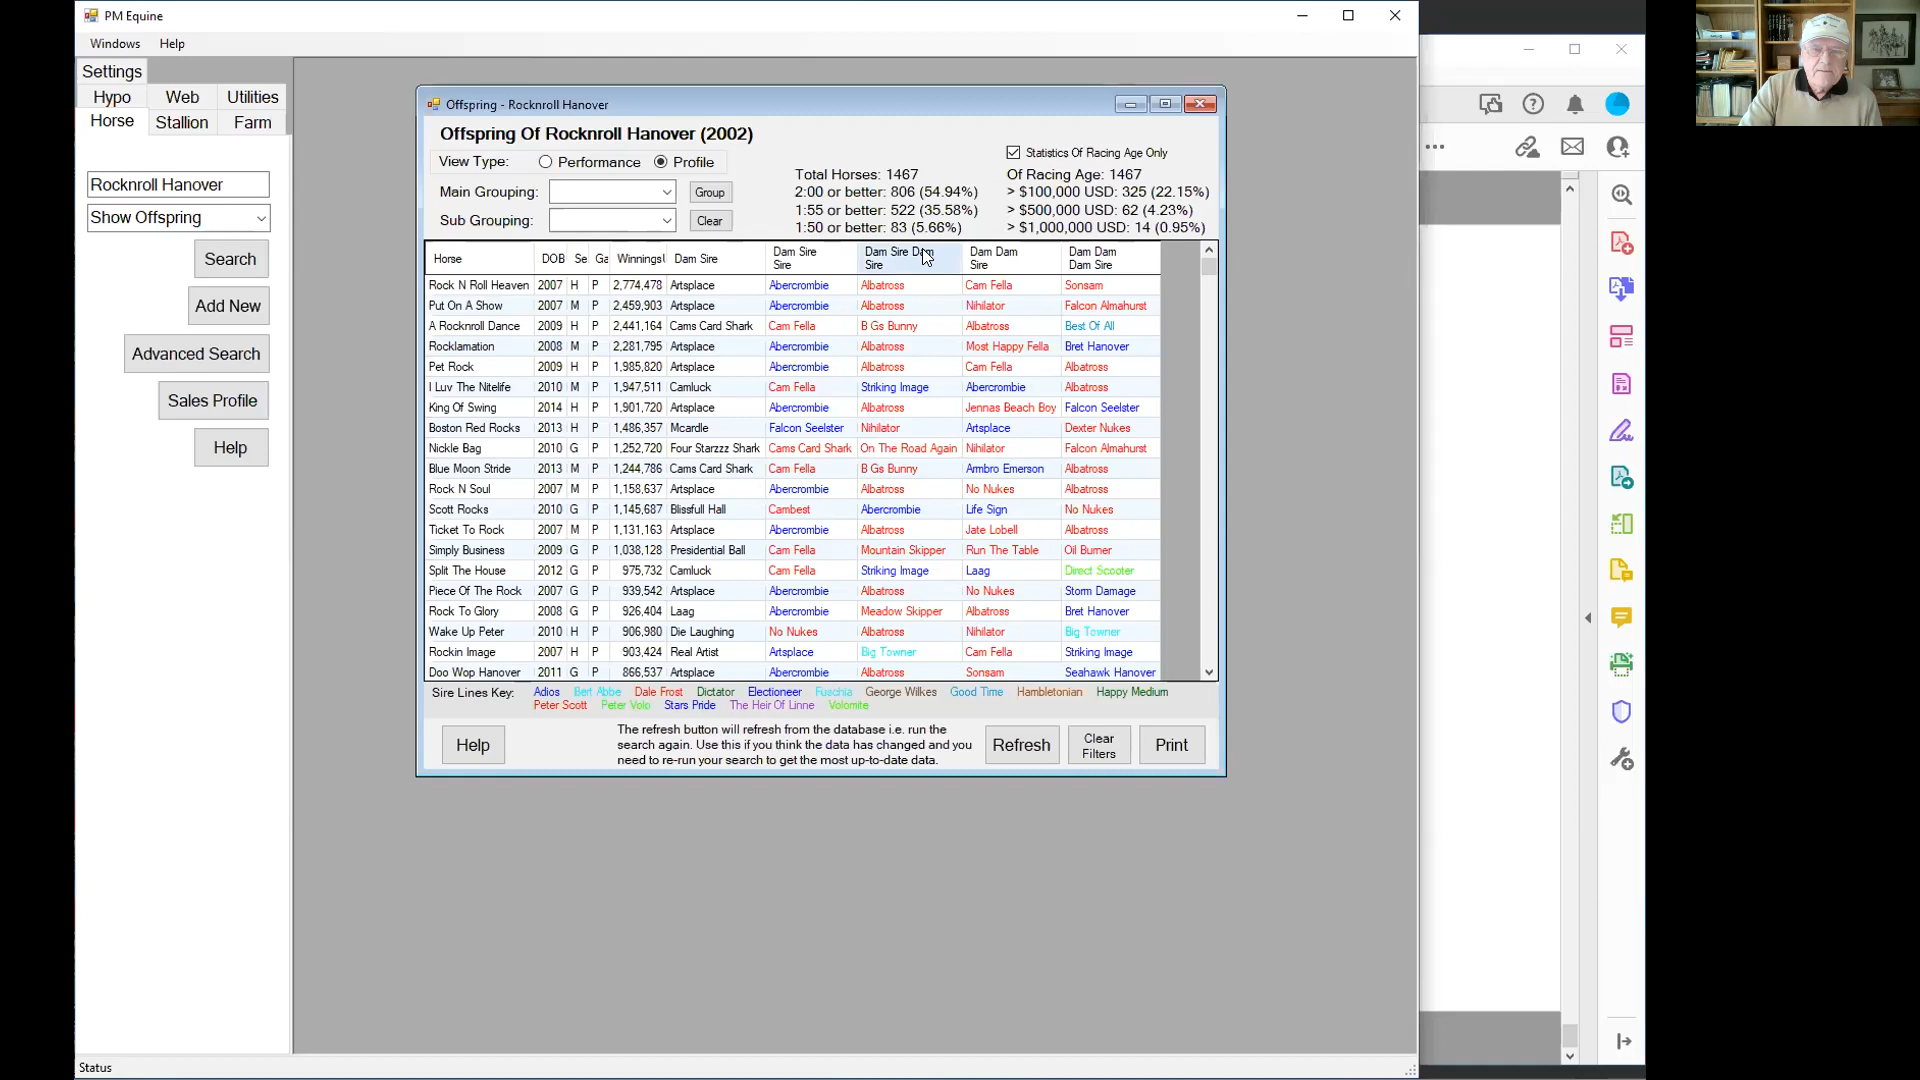 PM Equine
Windows Help
Settings
Hypo Web Utilities
Horse Stallion Farm
Rocknroll Hanover
Show Offspring
Search
Add New
Advanced Search
Sales Profile
Help
Offspring - Rocknroll Hanover
Offspring Of Rocknroll Hanover (2002)
View Type: Performance Profile
Main Grouping: Group
Sub Grouping: Clear
Statistics Of Racing Age Only
Total Horses: 1467 Of Racing Age: 1467
2:00 or better: 806 (54.94%) > $100,000 USD: 325 (22.15%)
1:55 or better: 522 (35.58%) > $500,000 USD: 62 (4.23%)
1:50 or better: 83 (5.66%) > $1,000,000 USD: 14 (0.95%)
Horse DOB Se Ga WinningsU Dam Sire Dam Sire Sire Dam Sire Dam Sire Dam Dam Sire Dam Dam Dam Sire
Rock N Roll Heaven 2007 H P 2,774,478 Artsplace Abercrombie Albatross Cam Fella Sonsam
Put On A Show 2007 M P 2,459,903 Artsplace Abercrombie Albatross Nihilator Falcon Almahurst
A Rocknroll Dance 2009 H P 2,441,164 Cams Card Shark Cam Fella B Gs Bunny Albatross Best Of All
Rocklamation 2008 M P 2,281,795 Artsplace Abercrombie Albatross Most Happy Fella Bret Hanover
Pet Rock 2009 H P 1,985,820 Artsplace Abercrombie Albatross Cam Fella Albatross
I Luv The Nitelife 2010 M P 1,947,511 Camluck Cam Fella Striking Image Abercrombie Albatross
King Of Swing 2014 H P 1,901,720 Artsplace Abercrombie Albatross Jennas Beach Boy Falcon Seelster
Boston Red Rocks 2013 H P 1,486,357 Mcardle Falcon Seelster Nihilator Artsplace Dexter Nukes
Nickle Bag 2010 G P 1,252,720 Four Starzzz Shark Cams Card Shark On The Road Again Nihilator Falcon Almahurst
Blue Moon Stride 2013 M P 1,244,786 Cams Card Shark Cam Fella B Gs Bunny Ambro Emerson Albatross
Rock N Soul 2007 M P 1,158,637 Artsplace Abercrombie Albatross No Nukes Albatross
Scott Rocks 2010 G P 1,145,687 Blissfull Hall Cambest Abercrombie Life Sign No Nukes
Ticket To Rock 2007 M P 1,131,163 Artsplace Abercrombie Albatross Jate Lobell Albatross
Simply Business 2009 G P 1,038,128 Presidential Ball Cam Fella Mountain Skipper Run The Table Oil Burner
Split The House 2012 G P 975,732 Camluck Cam Fella Striking Image Laag Direct Scooter
Piece Of The Rock 2007 G P 939,542 Artsplace Abercrombie Albatross No Nukes Storm Damage
Rock To Glory 2008 G P 926,404 Laag Abercrombie Meadow Skipper Albatross Bret Hanover
Wake Up Peter 2010 H P 906,980 Die Laughing No Nukes Albatross Nihilator Big Towner
Rockin Image 2007 H P 903,424 Real Artist Artsplace Big Towner Cam Fella Striking Image
Doo Wop Hanover 2011 G P 866,537 Artsplace Abercrombie Albatross Sonsam Seahawk Hanover
Sire Lines Key: Adios Bert Abbe Dale Frost Dictator Electioneer Fuschia George Wilkes Good Time Hambletonian Happy Medium
Peter Scott Peter Volo Stars Pride The Heir Of Linne Volomite
Help
The refresh button will refresh from the database i.e. run the
search again. Use this if you think the data has changed and you
need to re-run your search to get the most up-to-date data.
Refresh
Clear
Filters
Print
Status